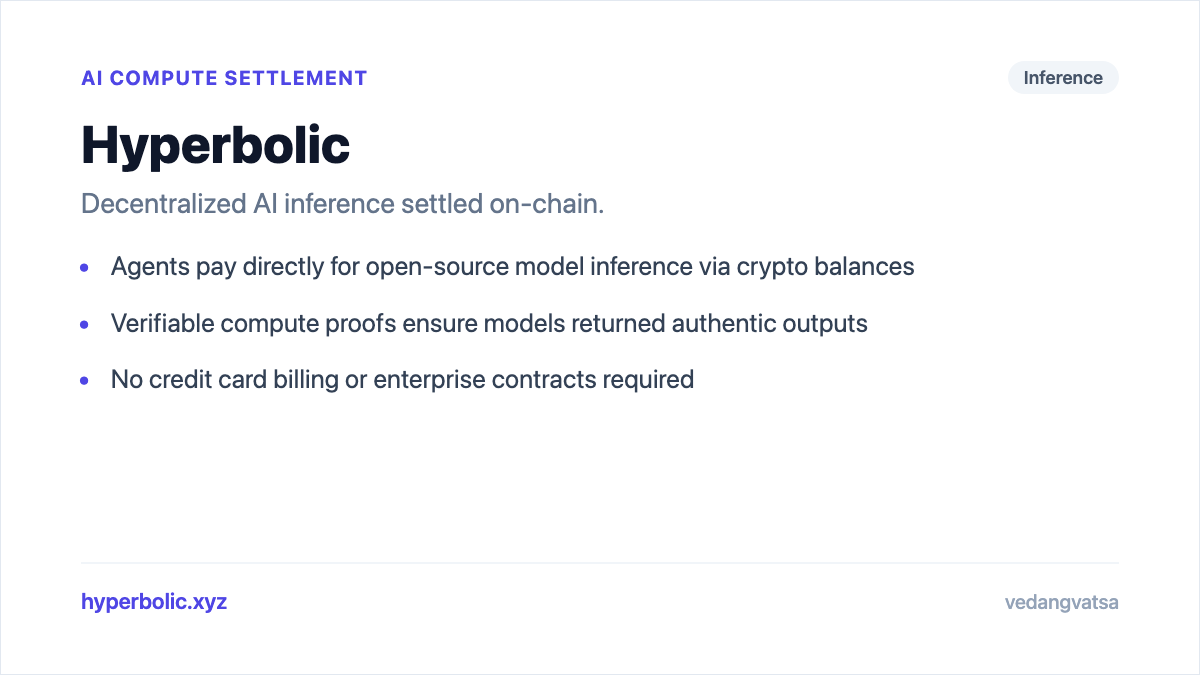 AI COMPUTE SETTLEMENT
Inference
Hyperbolic
Decentralized AI inference settled on-chain.
• Agents pay directly for open-source model inference via crypto balances
• Verifiable compute proofs ensure models returned authentic outputs
• No credit card billing or enterprise contracts required
hyperbolic.xyz
vedangvatsa